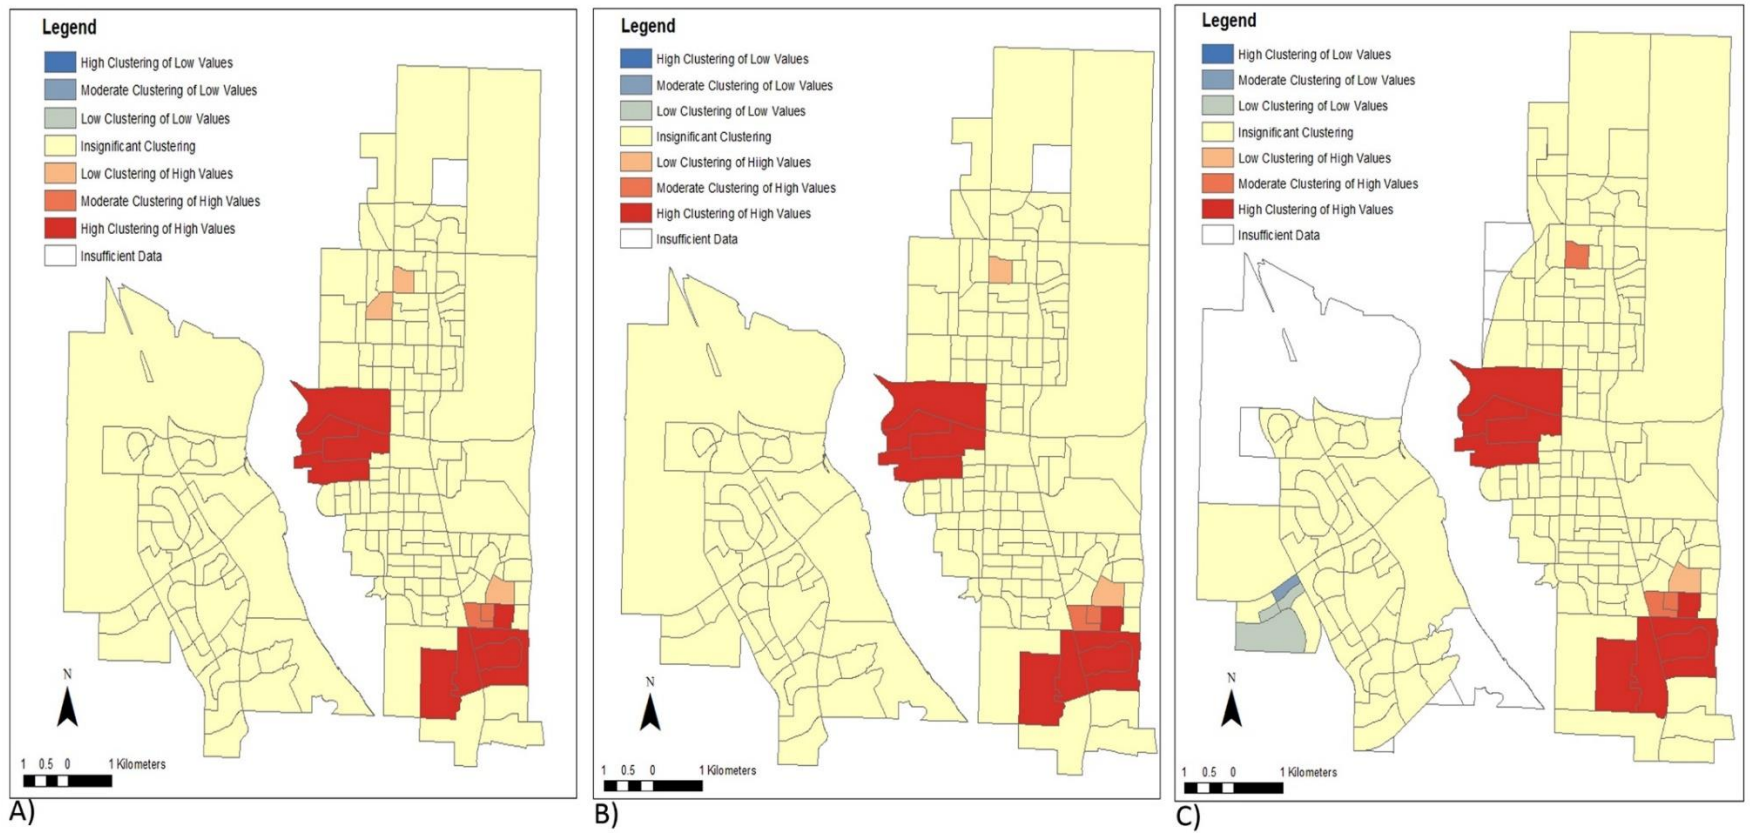 Legend
High Clustering of Low Values
Moderate Clustering of Low Values
Low Clustering of Low Values
Insignificant Clustering
Low Clustering of High Values
Moderate Clustering of High Values
High Clustering of High Values
Insufficient Data
N
1 0.5 0 1 Kilometers
A)
Legend
High Clustering of Low Values
Moderate Clustering of Low Values
Low Clustering of Low Values
Insignificant Clustering
Low Clustering of Hiigh Values
Moderate Clustering of High Values
High Clustering of High Values
Insufficient Data
N
1 0.5 0 1 Kilometers
B)
Legend
High Clustering of Low Values
Moderate Clustering of Low Values
Low Clustering of Low Values
Insignificant Clustering
Low Clustering of High Values
Moderate Clustering of High Values
High Clustering of High Values
Insufficient Data
N
1 0.5 0 1 Kilometers
C)